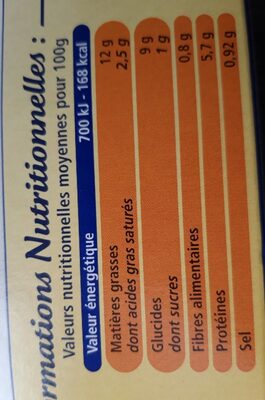 rmations Nutritionnelles :
Valeurs nutritionnelles moyennes pour 100g
Valeur énergétique 700 kJ - 168 kcal
Matières grasses 12 g
dont acides gras saturés 2,5 g
Glucides 9 g
dont sucres 1 g
Fibres alimentaires 0,8 g
Protéines 5,7 g
Sel 0,92 g